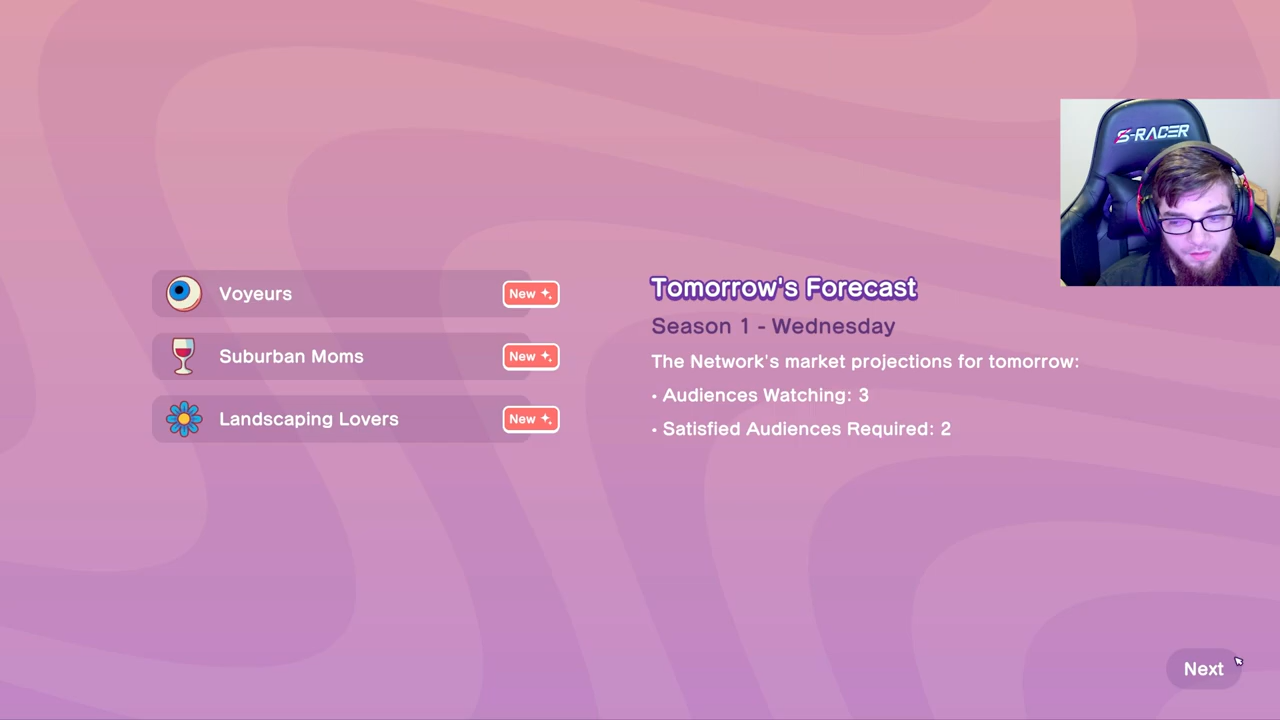 S-RACER
Voyeurs
New
Suburban Moms
New
Landscaping Lovers
New
Tomorrow's Forecast
Season 1 - Wednesday
The Network's market projections for tomorrow:
• Audiences Watching: 3
• Satisfied Audiences Required: 2
Next